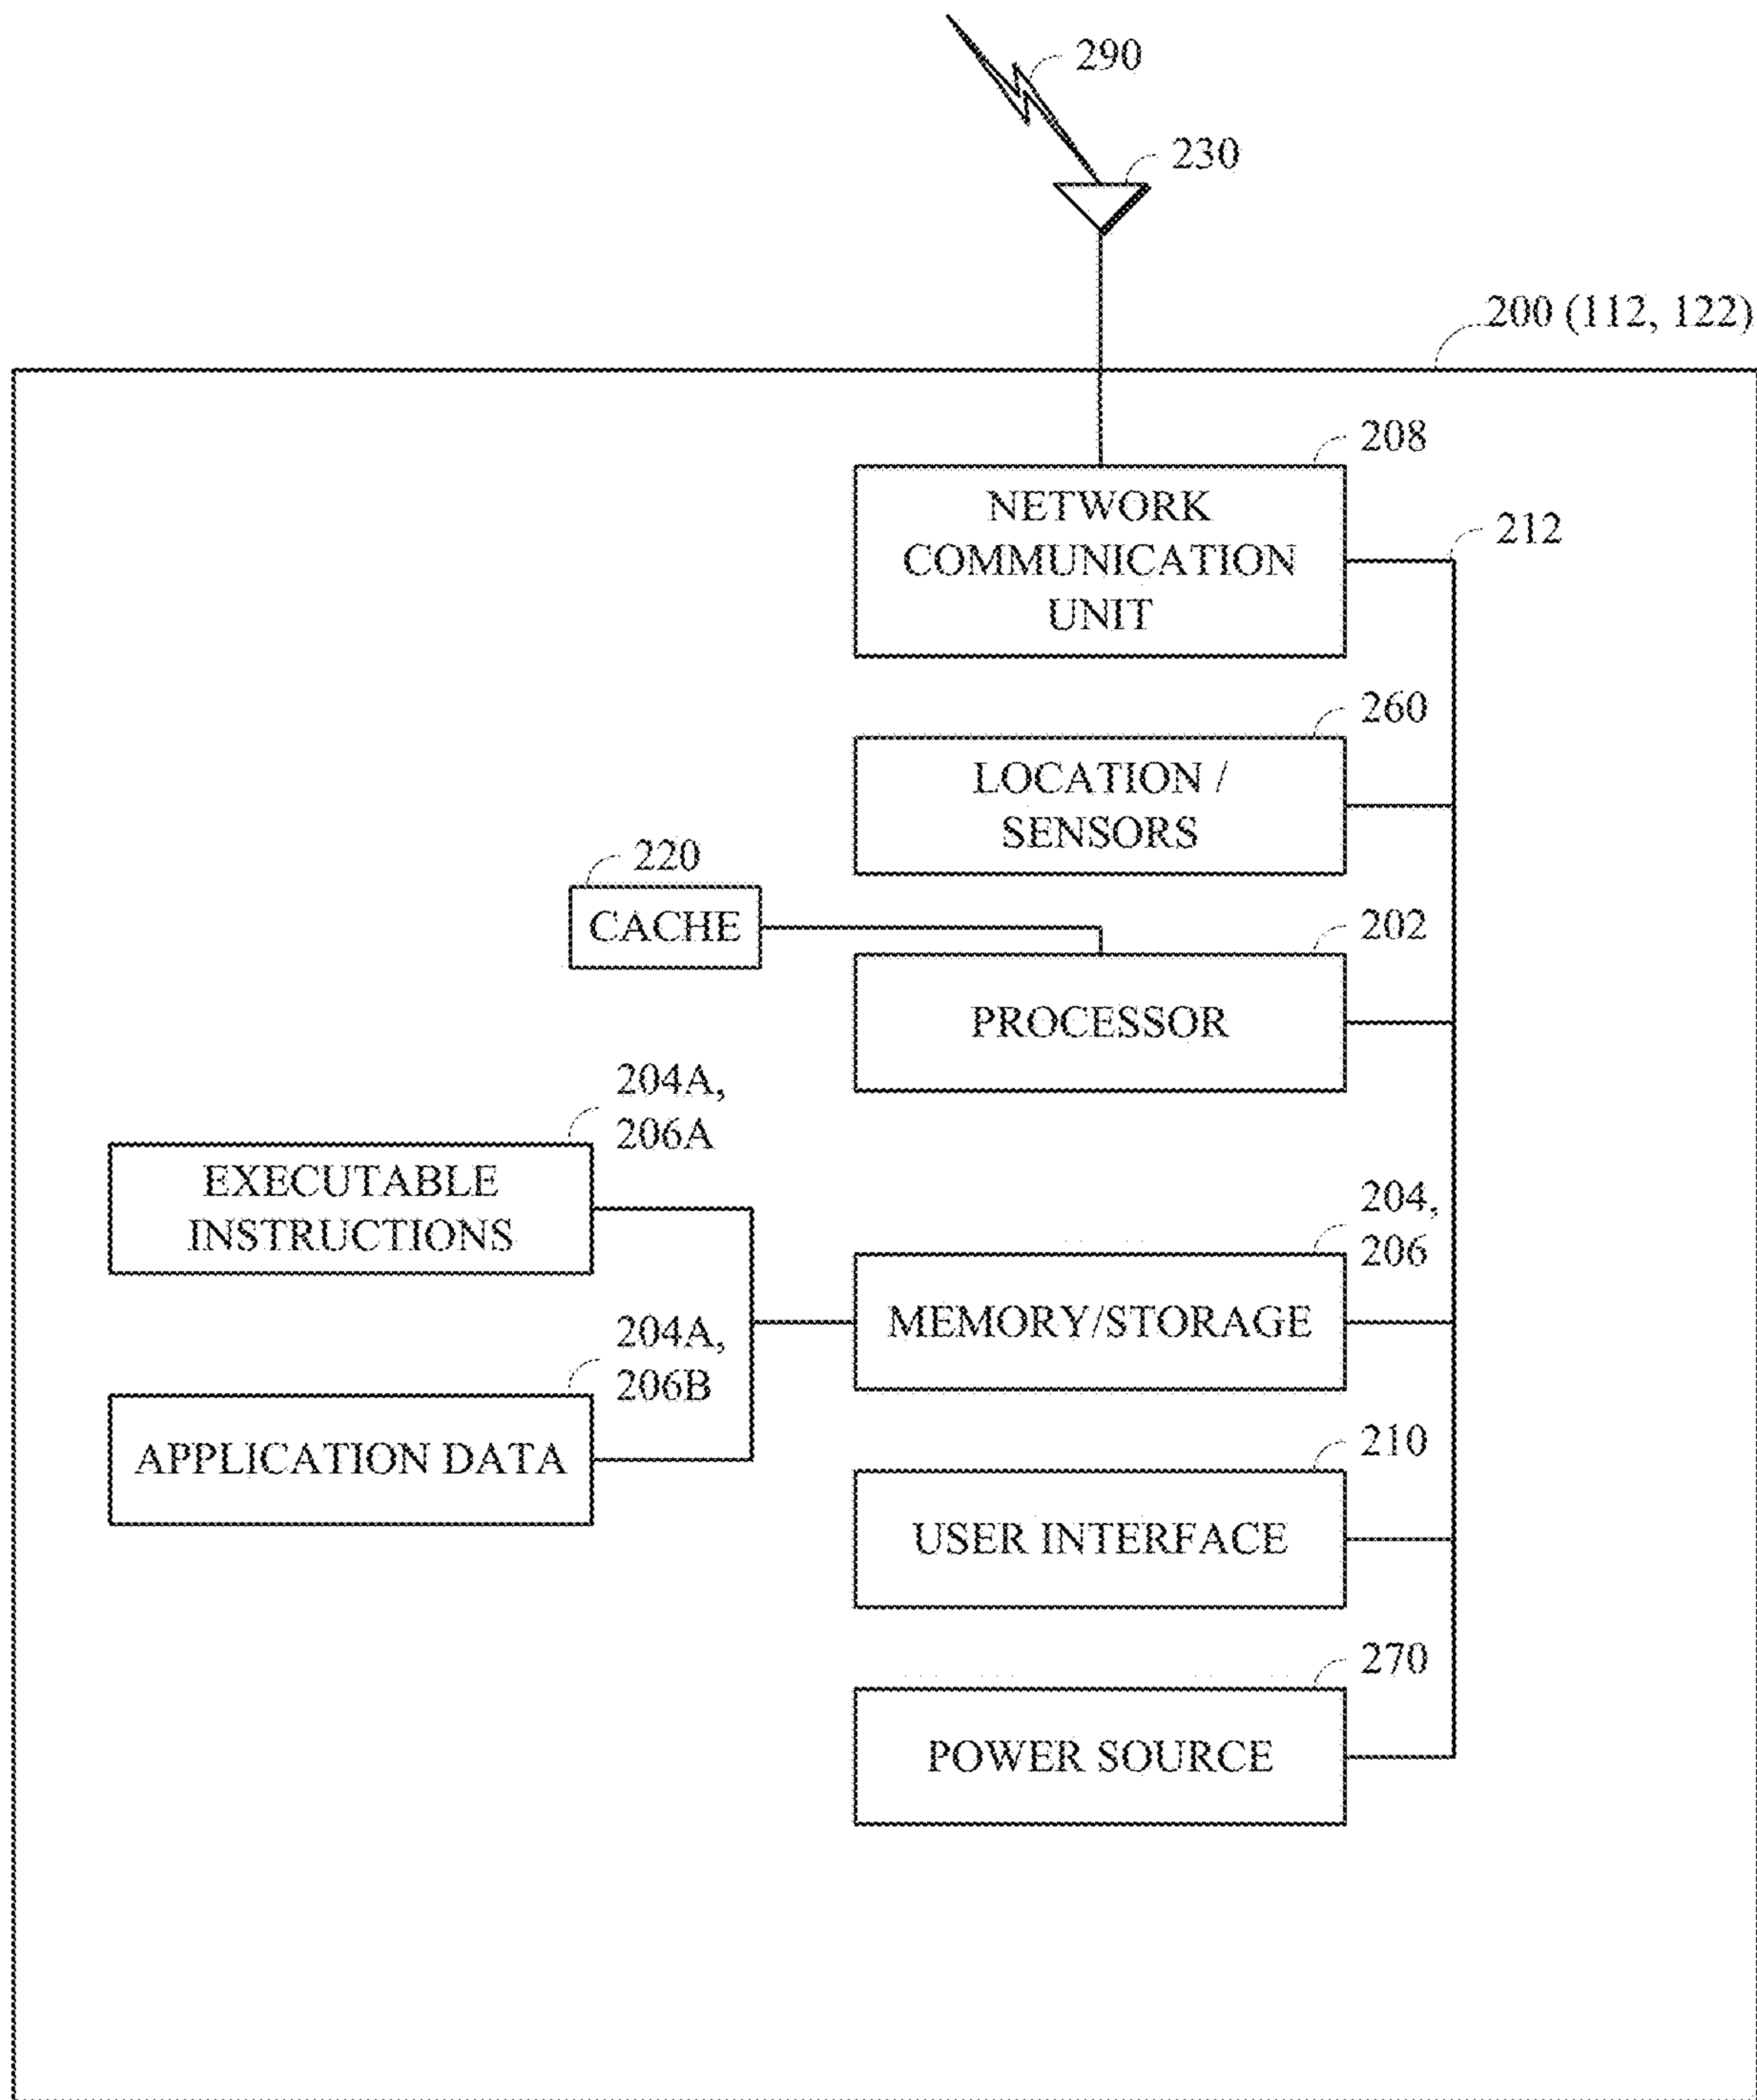 290
230
200 (112, 122)
208
NETWORK
COMMUNICATION
UNIT
212
260
LOCATION /
SENSORS
220
CACHE
202
PROCESSOR
204A,
206A
EXECUTABLE
INSTRUCTIONS
204,
206
MEMORY/STORAGE
204A,
206B
APPLICATION DATA
210
USER INTERFACE
270
POWER SOURCE